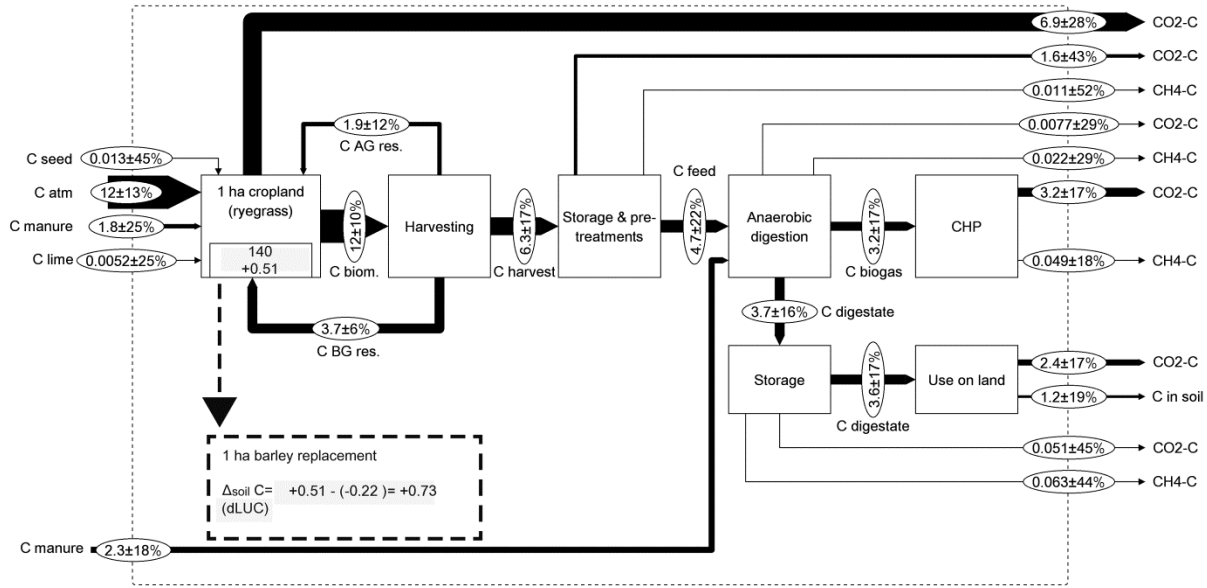 6.9±28%
CO2-C
1.6±43%
CO2-C
0.011±52%
CH4-C
1.9±12%
C AG res.
0.0077±29%
CO2-C
C seed
0.013±45%
0.022±29%
CH4-C
C feed
C atm
12±13%
1 ha cropland
(ryegrass)
12±10%
C biom.
Harvesting
6.3±17%
C harvest
Storage & pre-
treatments
4.7±22%
Anaerobic
digestion
3.2±17%
C biogas
CHP
3.2±17%
CO2-C
C manure
1.8±25%
C lime
0.0052±25%
140
+0.51
0.049±18%
CH4-C
3.7±6%
C BG res.
3.7±16%
C digestate
Storage
3.6±17%
C digestate
Use on land
2.4±17%
CO2-C
1.2±19%
C in soil
0.051±45%
CO2-C
0.063±44%
CH4-C
1 ha barley replacement
Δsoil C= +0.51 - (-0.22 )= +0.73
(dLUC)
C manure
2.3±18%